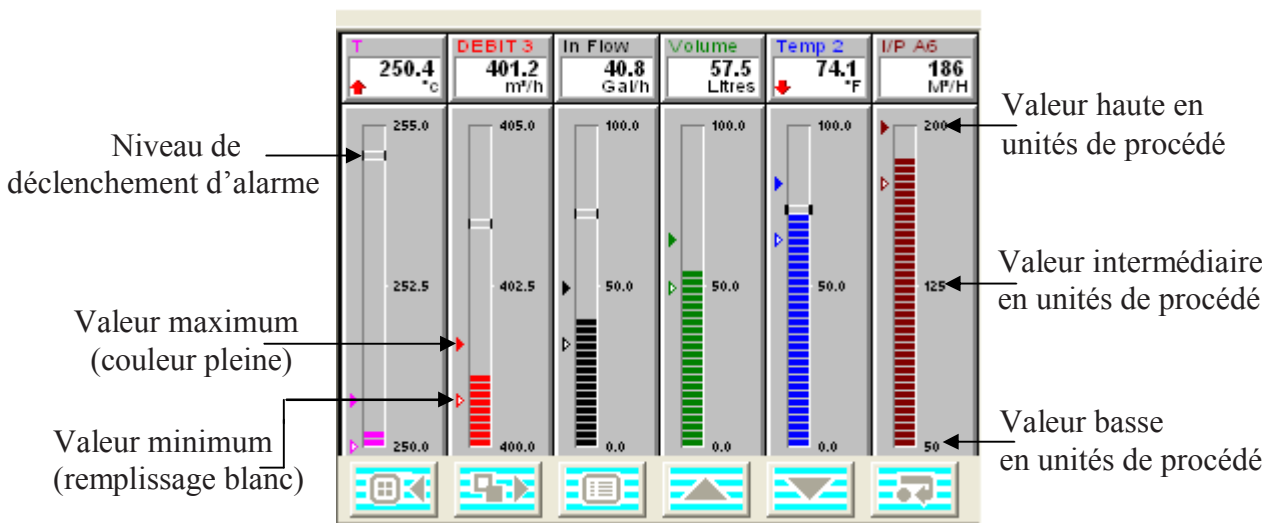 T DEBIT 3 In Flow Volume Temp 2 I/P A6
250.4 401.2 40.8 57.5 74.1 186
°c m³/h Gal/h Litres °F M³/H
255.0 405.0 100.0 100.0 100.0 200
252.5 402.5 50.0 50.0 50.0 125
250.0 400.0 0.0 0.0 0.0 50
Niveau de
déclenchement d'alarme
Valeur maximum
(couleur pleine)
Valeur minimum
(remplissage blanc)
Valeur haute en
unités de procédé
Valeur intermédiaire
en unités de procédé
Valeur basse
en unités de procédé